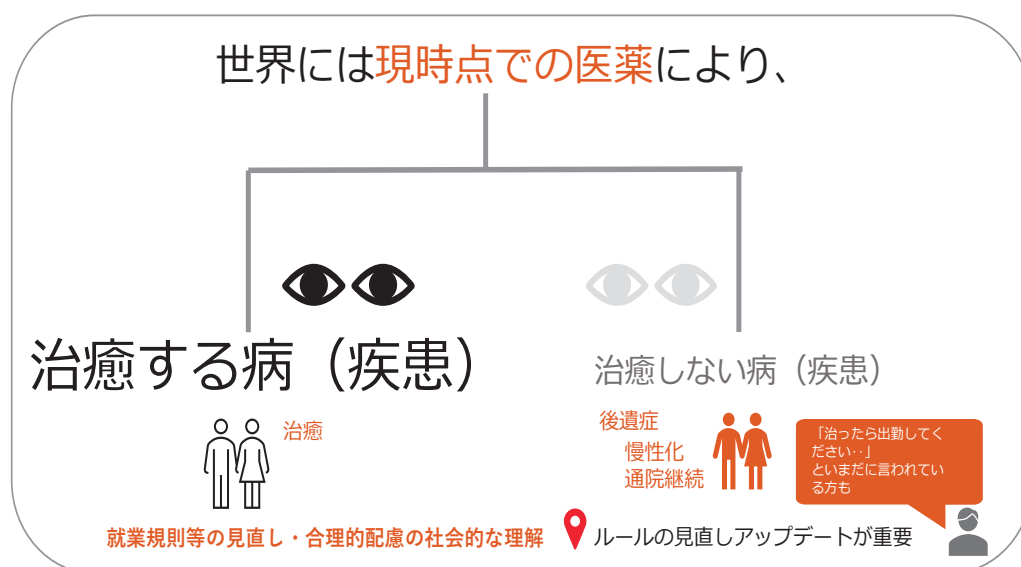 世界には現時点での医薬により、
治癒する病（疾患）
治癒しない病（疾患）
治癒
後遺症
慢性化
通院継続
「治ったら出勤してく
ださい‥」
といまだに言われてい
る方も
就業規則等の見直し・合理的配慮の社会的な理解
ルールの見直しアップデートが重要